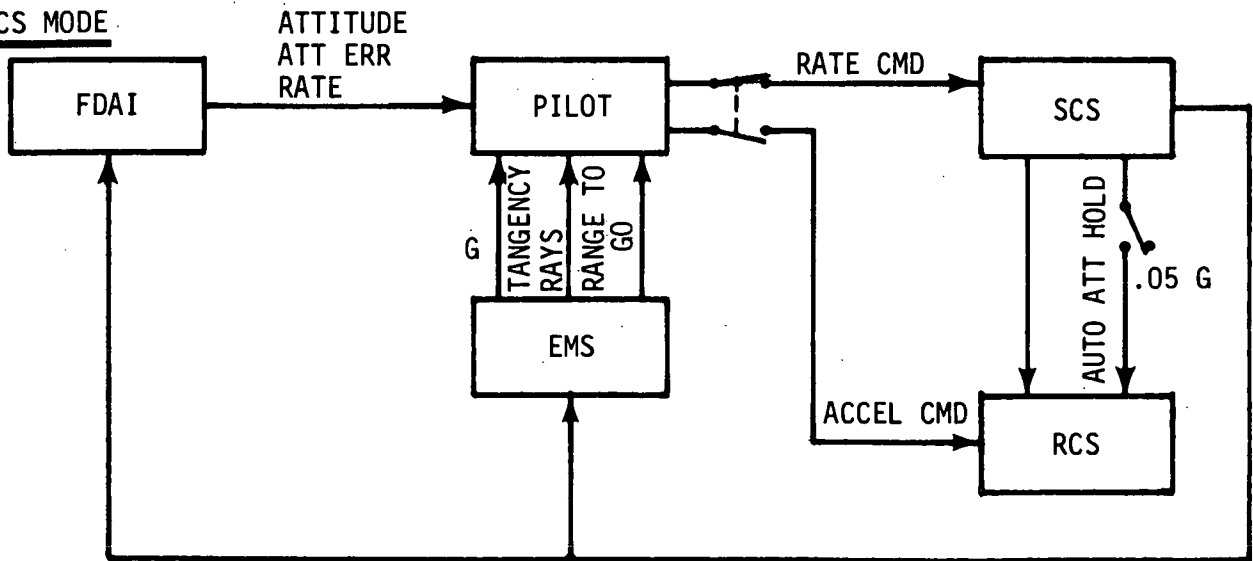 CS MODE
ATTITUDE
ATT ERR
RATE
FDAI
PILOT
RATE CMD
SCS
G
TANGENCY
RAYS
RANGE TO
GO
AUTO ATT HOLD
.05 G
EMS
ACCEL CMD
RCS